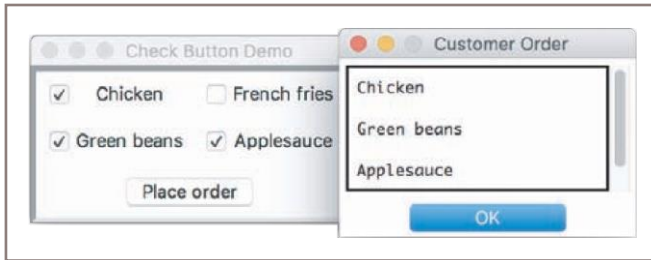 Check Button Demo
Chicken
French fries
Green beans
Applesauce
Place order
Customer Order
Chicken
Green beans
Applesauce
OK